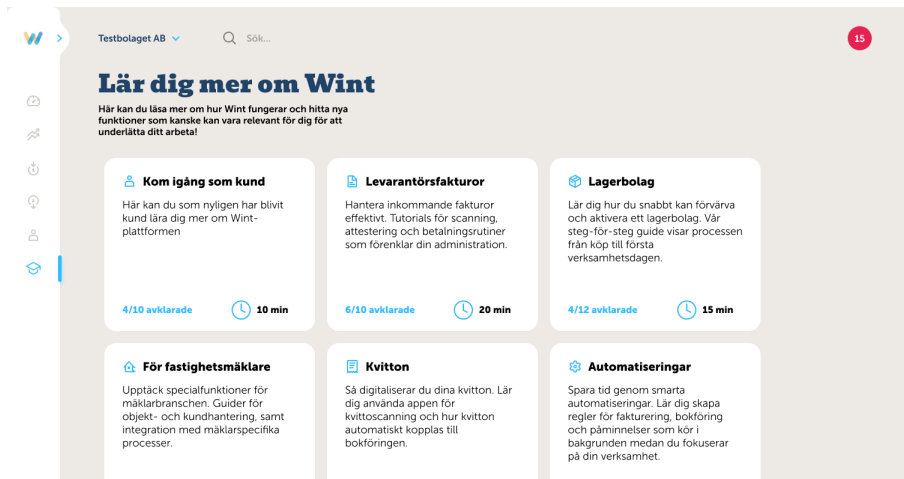 Testbolaget AB
Sök...
15
Lär dig mer om Wint
Här kan du läsa mer om hur Wint fungerar och hitta nya
funktioner som kanske kan vara relevant för dig för att
underlätta ditt arbeta!
Kom igång som kund
Här kan du som nyligen har blivit
kund lära dig mer om Wint-
plattformen
4/10 avklarade
10 min
Levarantörsfakturor
Hantera inkommande fakturor
effektivt. Tutorials för scanning,
attestering och betalningsrutiner
som förenklar din administration.
6/10 avklarade
20 min
Lagerbolag
Lär dig hur du snabbt kan förvärva
och aktivera ett lagerbolag. Vår
steg-för-steg guide visar processen
från köp till första
verksamhetsdagen.
4/12 avklarade
15 min
För fastighetsmäklare
Upptäck specialfunktioner för
mäklarbranschen. Guider för
objekt- och kundhantering, samt
integration med mäklarspecifika
processer.
Kvitton
Så digitaliserar du dina kvitton. Lär
dig använda appen för
kvittoscanning och hur kvitton
automatiskt kopplas till
bokföringen.
Automatiseringar
Spara tid genom smarta
automatiseringar. Lär dig skapa
regler för fakturering, bokföring
och påminnelser som kör i
bakgrunden medan du fokuserar
på din verksamhet.